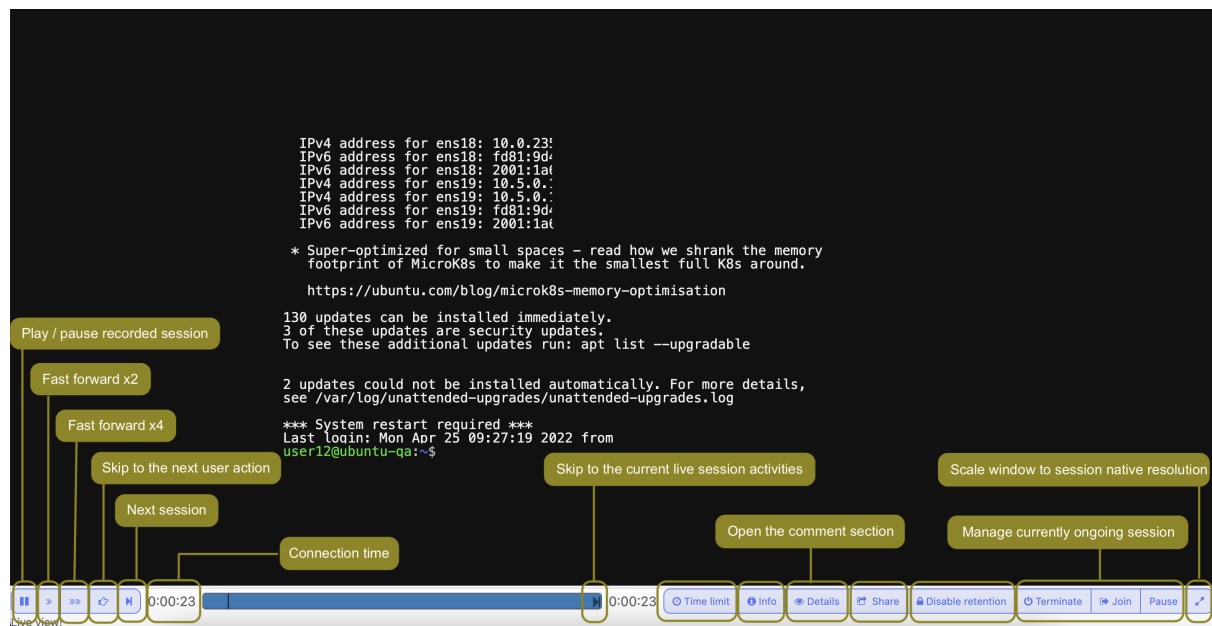 IPv4 address for ens18: 10.0.235
IPv6 address for ens18: fd81:9d4
IPv6 address for ens18: 2001:1a6
IPv4 address for ens19: 10.5.0.
IPv4 address for ens19: 10.5.0.
IPv6 address for ens19: fd81:9d4
IPv6 address for ens19: 2001:1a6
* Super-optimized for small spaces - read how we shrank the memory
footprint of MicroK8s to make it the smallest full K8s around.
https://ubuntu.com/blog/microk8s-memory-optimisation
130 updates can be installed immediately.
3 of these updates are security updates.
To see these additional updates run: apt list --upgradable
2 updates could not be installed automatically. For more details,
see /var/log/unattended-upgrades/unattended-upgrades.log
*** System restart required ***
Last login: Mon Apr 25 09:27:19 2022 from
user12@ubuntu-qa:~$
Play / pause recorded session
Fast forward x2
Fast forward x4
Skip to the next user action
Next session
Connection time
Skip to the current live session activities
Scale window to session native resolution
Open the comment section
Manage currently ongoing session
0:00:23
0:00:23
Time limit
Info
Details
Share
Disable retention
Terminate
Join
Pause
Live view!